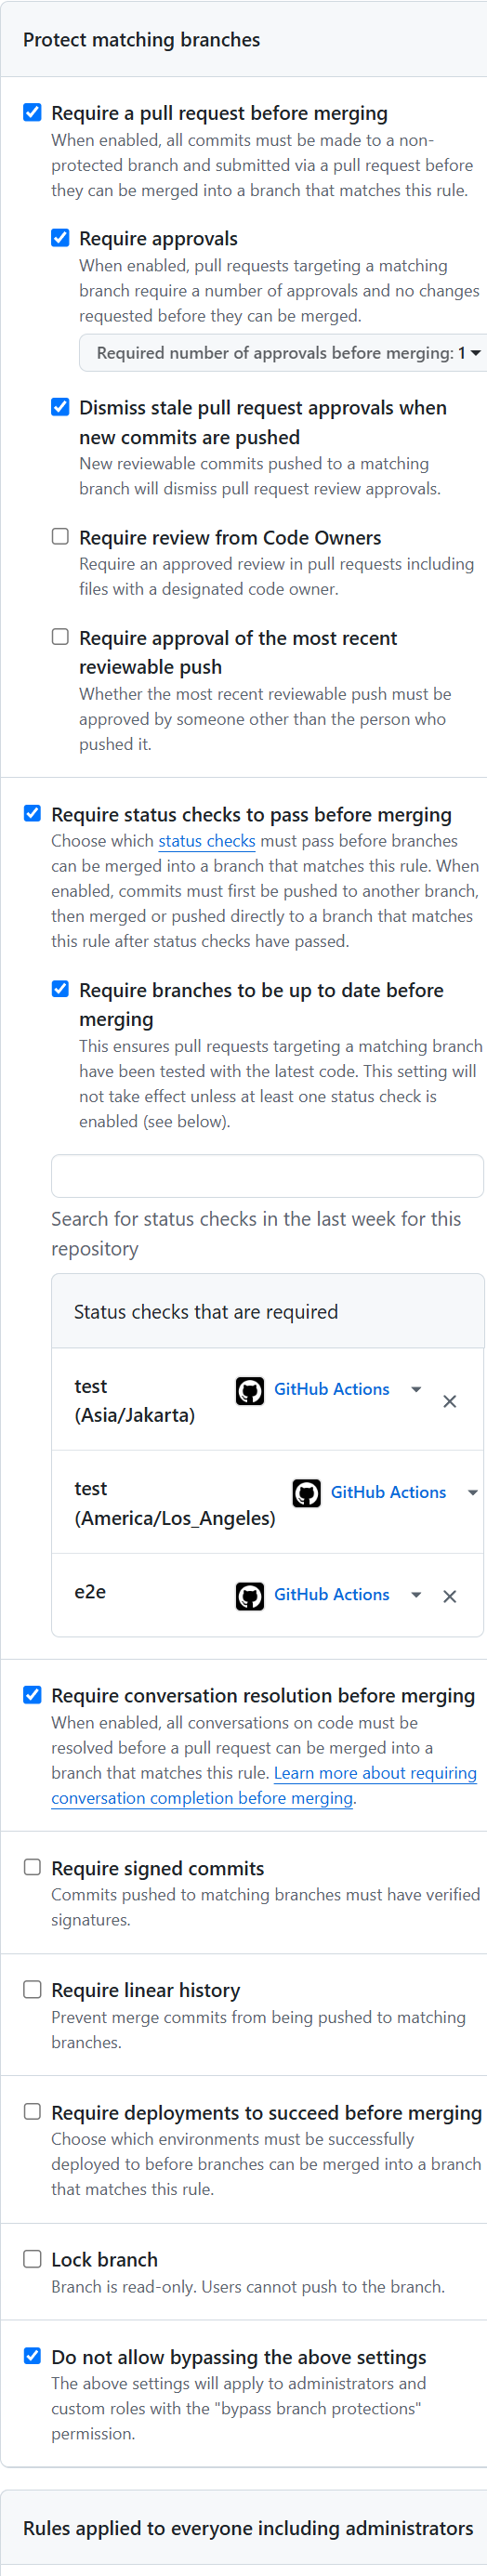 Protect matching branches
Require a pull request before merging
When enabled, all commits must be made to a non-
protected branch and submitted via a pull request before
they can be merged into a branch that matches this rule.
Require approvals
When enabled, pull requests targeting a matching
branch require a number of approvals and no changes
requested before they can be merged.
Required number of approvals before merging: 1
Dismiss stale pull request approvals when
new commits are pushed
New reviewable commits pushed to a matching
branch will dismiss pull request review approvals.
Require review from Code Owners
Require an approved review in pull requests including
files with a designated code owner.
Require approval of the most recent
reviewable push
Whether the most recent reviewable push must be
approved by someone other than the person who
pushed it.
Require status checks to pass before merging
Choose which status checks must pass before branches
can be merged into a branch that matches this rule. When
enabled, commits must first be pushed to another branch,
then merged or pushed directly to a branch that matches
this rule after status checks have passed.
Require branches to be up to date before
merging
This ensures pull requests targeting a matching branch
have been tested with the latest code. This setting will
not take effect unless at least one status check is
enabled (see below).
Search for status checks in the last week for this
repository
Status checks that are required
test
(Asia/Jakarta)
GitHub Actions
test
(America/Los_Angeles)
GitHub Actions
e2e
GitHub Actions
Require conversation resolution before merging
When enabled, all conversations on code must be
resolved before a pull request can be merged into a
branch that matches this rule. Learn more about requiring
conversation completion before merging.
Require signed commits
Commits pushed to matching branches must have verified
signatures.
Require linear history
Prevent merge commits from being pushed to matching
branches.
Require deployments to succeed before merging
Choose which environments must be successfully
deployed to before branches can be merged into a branch
that matches this rule.
Lock branch
Branch is read-only. Users cannot push to the branch.
Do not allow bypassing the above settings
The above settings will apply to administrators and
custom roles with the "bypass branch protections"
permission.
Rules applied to everyone including administrators